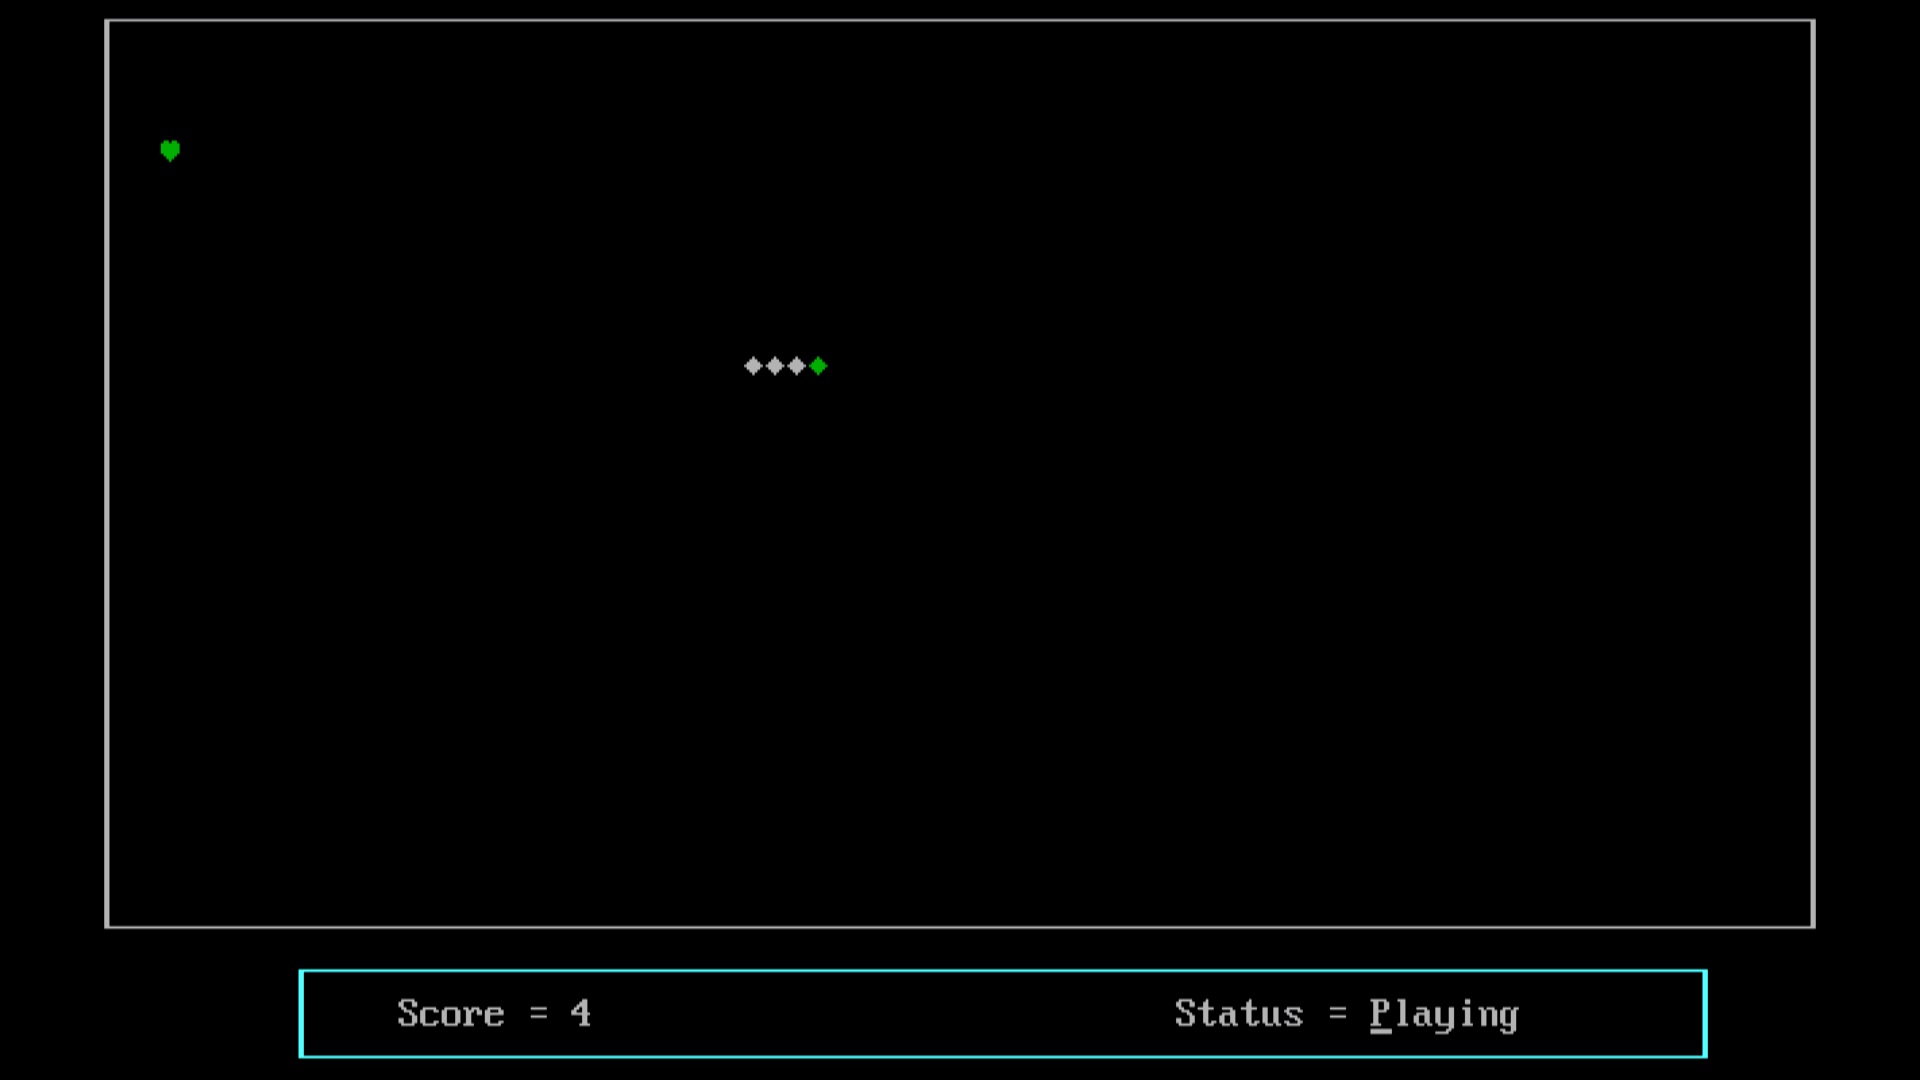 Score = 4
Status = Playing